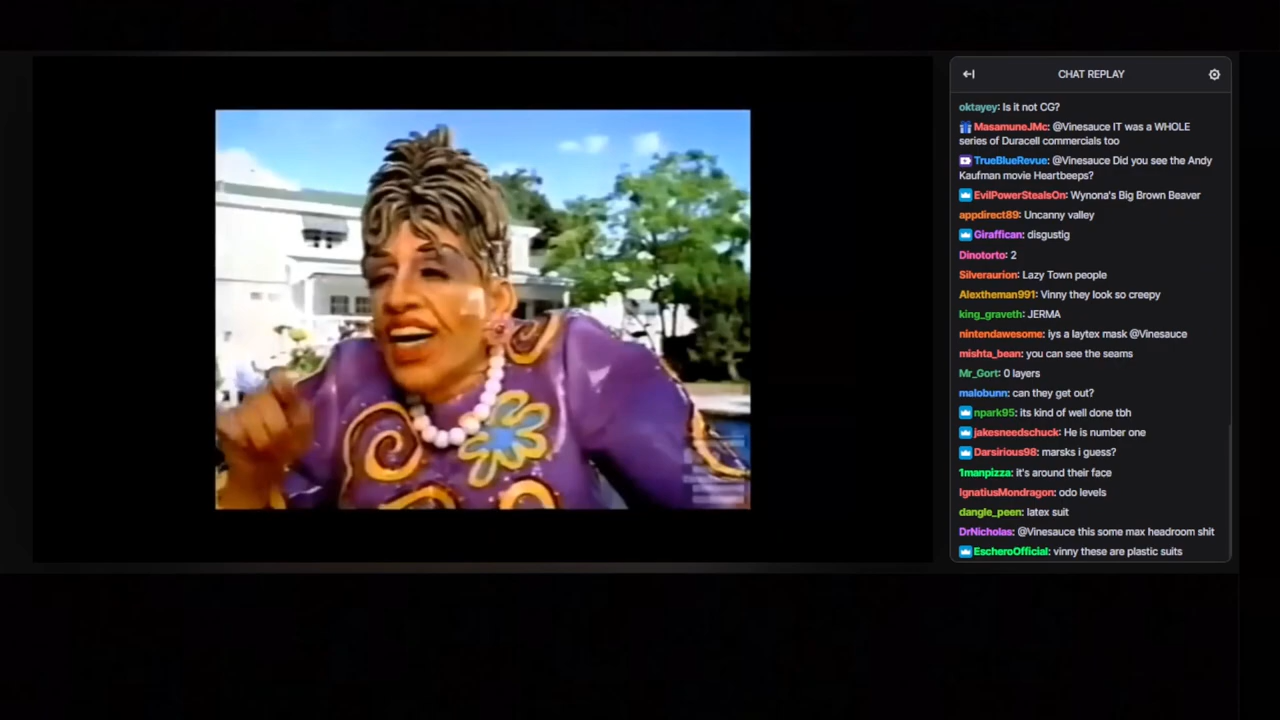 CHAT REPLAY
oktayey: Is it not CG?
MasamuneJMc: @Vinesauce IT was a WHOLE
series of Duracell commercials too
TrueBlueRevue: @Vinesauce Did you see the Andy
Kaufman movie Heartbeeps?
EvilPowerStealsOn: Wynona's Big Brown Beaver
appdirect89: Uncanny valley
Giraffican: disgustig
Dinotorto: 2
Silveraurion: Lazy Town people
Alextheman991: Vinny they look so creepy
king_graveth: JERMA
nintendawesome: iys a laytex mask @Vinesauce
mishta_bean: you can see the seams
Mr_Gort: 0 layers
malobunn: can they get out?
npark95: its kind of well done tbh
jakesneedschuck: He is number one
Darsirious98: marsks i guess?
1manpizza: it's around their face
IgnatiusMondragon: odo levels
dangle_peen: latex suit
DrNicholas: @Vinesauce this some max headroom shit
EscheroOfficial: vinny these are plastic suits